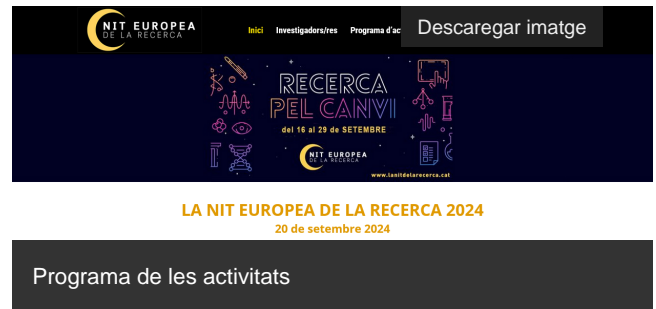 NIT EUROPEA
DE LA RECERCA
Inici Investigadors/res Programa d'ac
Descaregar imatge
RECERCA
PEL CANVI
del 16 al 29 de SETEMBRE
NIT EUROPEA
DE LA RECERCA
www.lanitdelarecerca.cat
LA NIT EUROPEA DE LA RECERCA 2024
20 de setembre 2024
Programa de les activitats